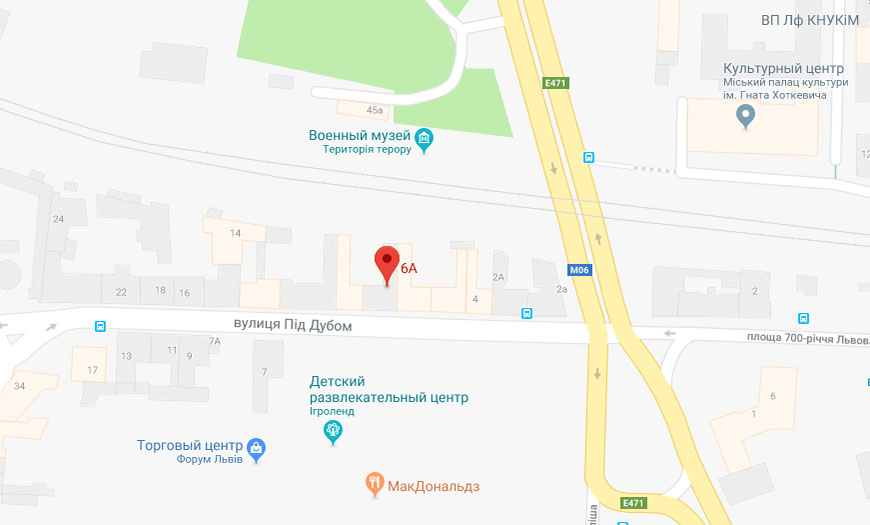 ВП Лф КНУКіМ
E471
Культурный центр
Міський палац культури
ім. Гната Хоткевича
45а
Военный музей
Територія терору
12
24
14
6А
M06
2А
2а
22
18
16
4
вулиця Під Дубом
площа 700-річчя Львова
7А
13
11
9
7
34
Детский
развлекательный центр
Ігроленд
6
1
Торговый центр
Форум Львів
МакДональдз
E471
піша